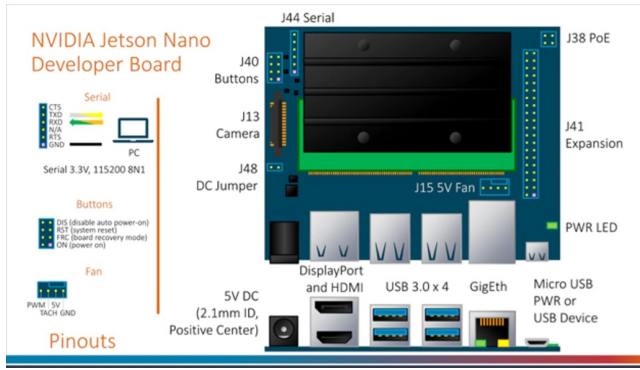 NVIDIA Jetson Nano
Developer Board
Serial
CTS
TXD
RXD
N/A
RTS
GND
PC
Serial 3.3V, 115200 8N1
Buttons
DIS (disable auto power-on)
RST (system reset)
FRC (board recovery mode)
ON (power on)
Fan
PWM 5V
TACH GND
Pinouts
J44 Serial
J40
Buttons
J13
Camera
J48
DC Jumper
J38 PoE
J41
Expansion
J15 5V Fan
PWR LED
DisplayPort
and HDMI
USB 3.0 x 4
GigEth
Micro USB
PWR or
USB Device
5V DC
(2.1mm ID,
Positive Center)